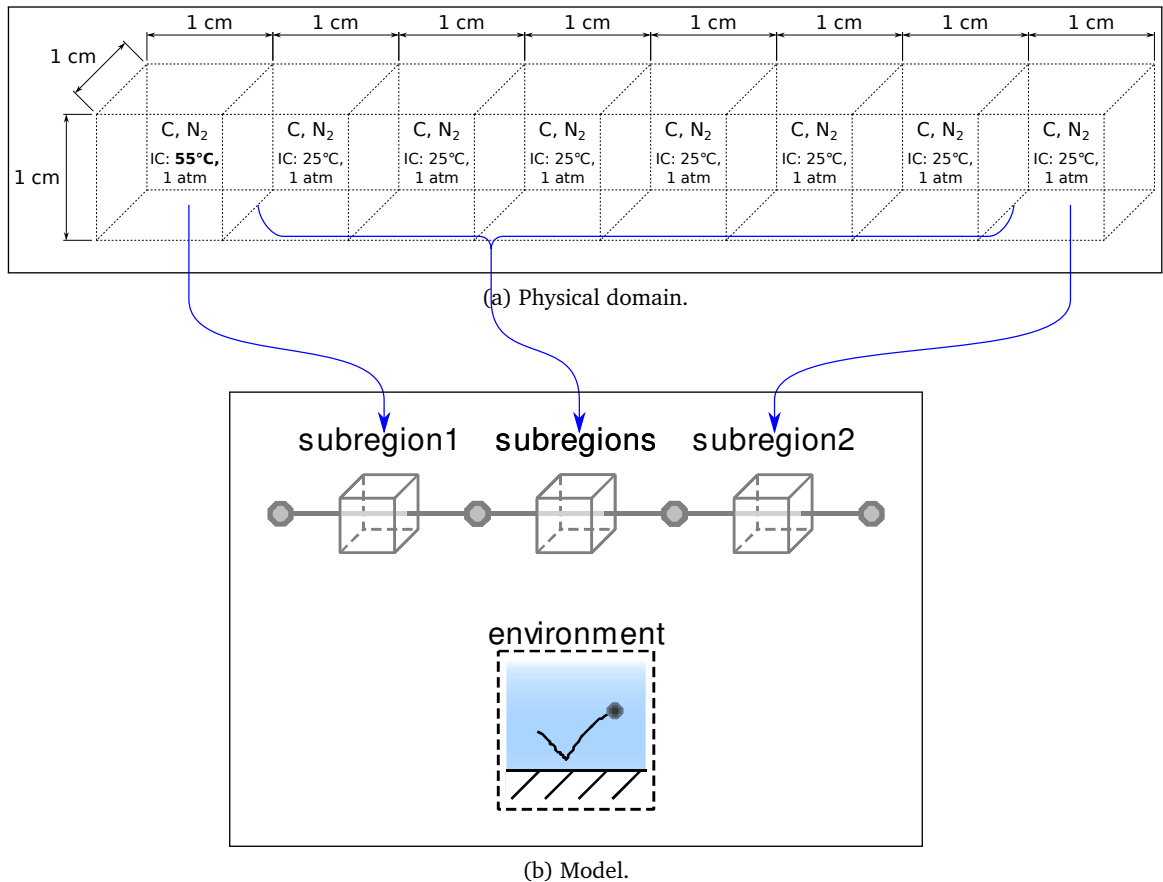 1 cm 1 cm 1 cm 1 cm 1 cm 1 cm 1 cm 1 cm
1 cm
C, N2 C, N2 C, N2 C, N2 C, N2 C, N2 C, N2 C, N2
IC: 55°C, IC: 25℃, IC: 25℃, IC: 25℃, IC: 25℃, IC: 25℃, IC: 25℃, IC: 25℃,
1 cm 1 atm 1 atm 1 atm 1 atm 1 atm 1 atm 1 atm 1 atm
(a) Physical domain.
subregion1 subregions subregion2
environment
(b) Model.